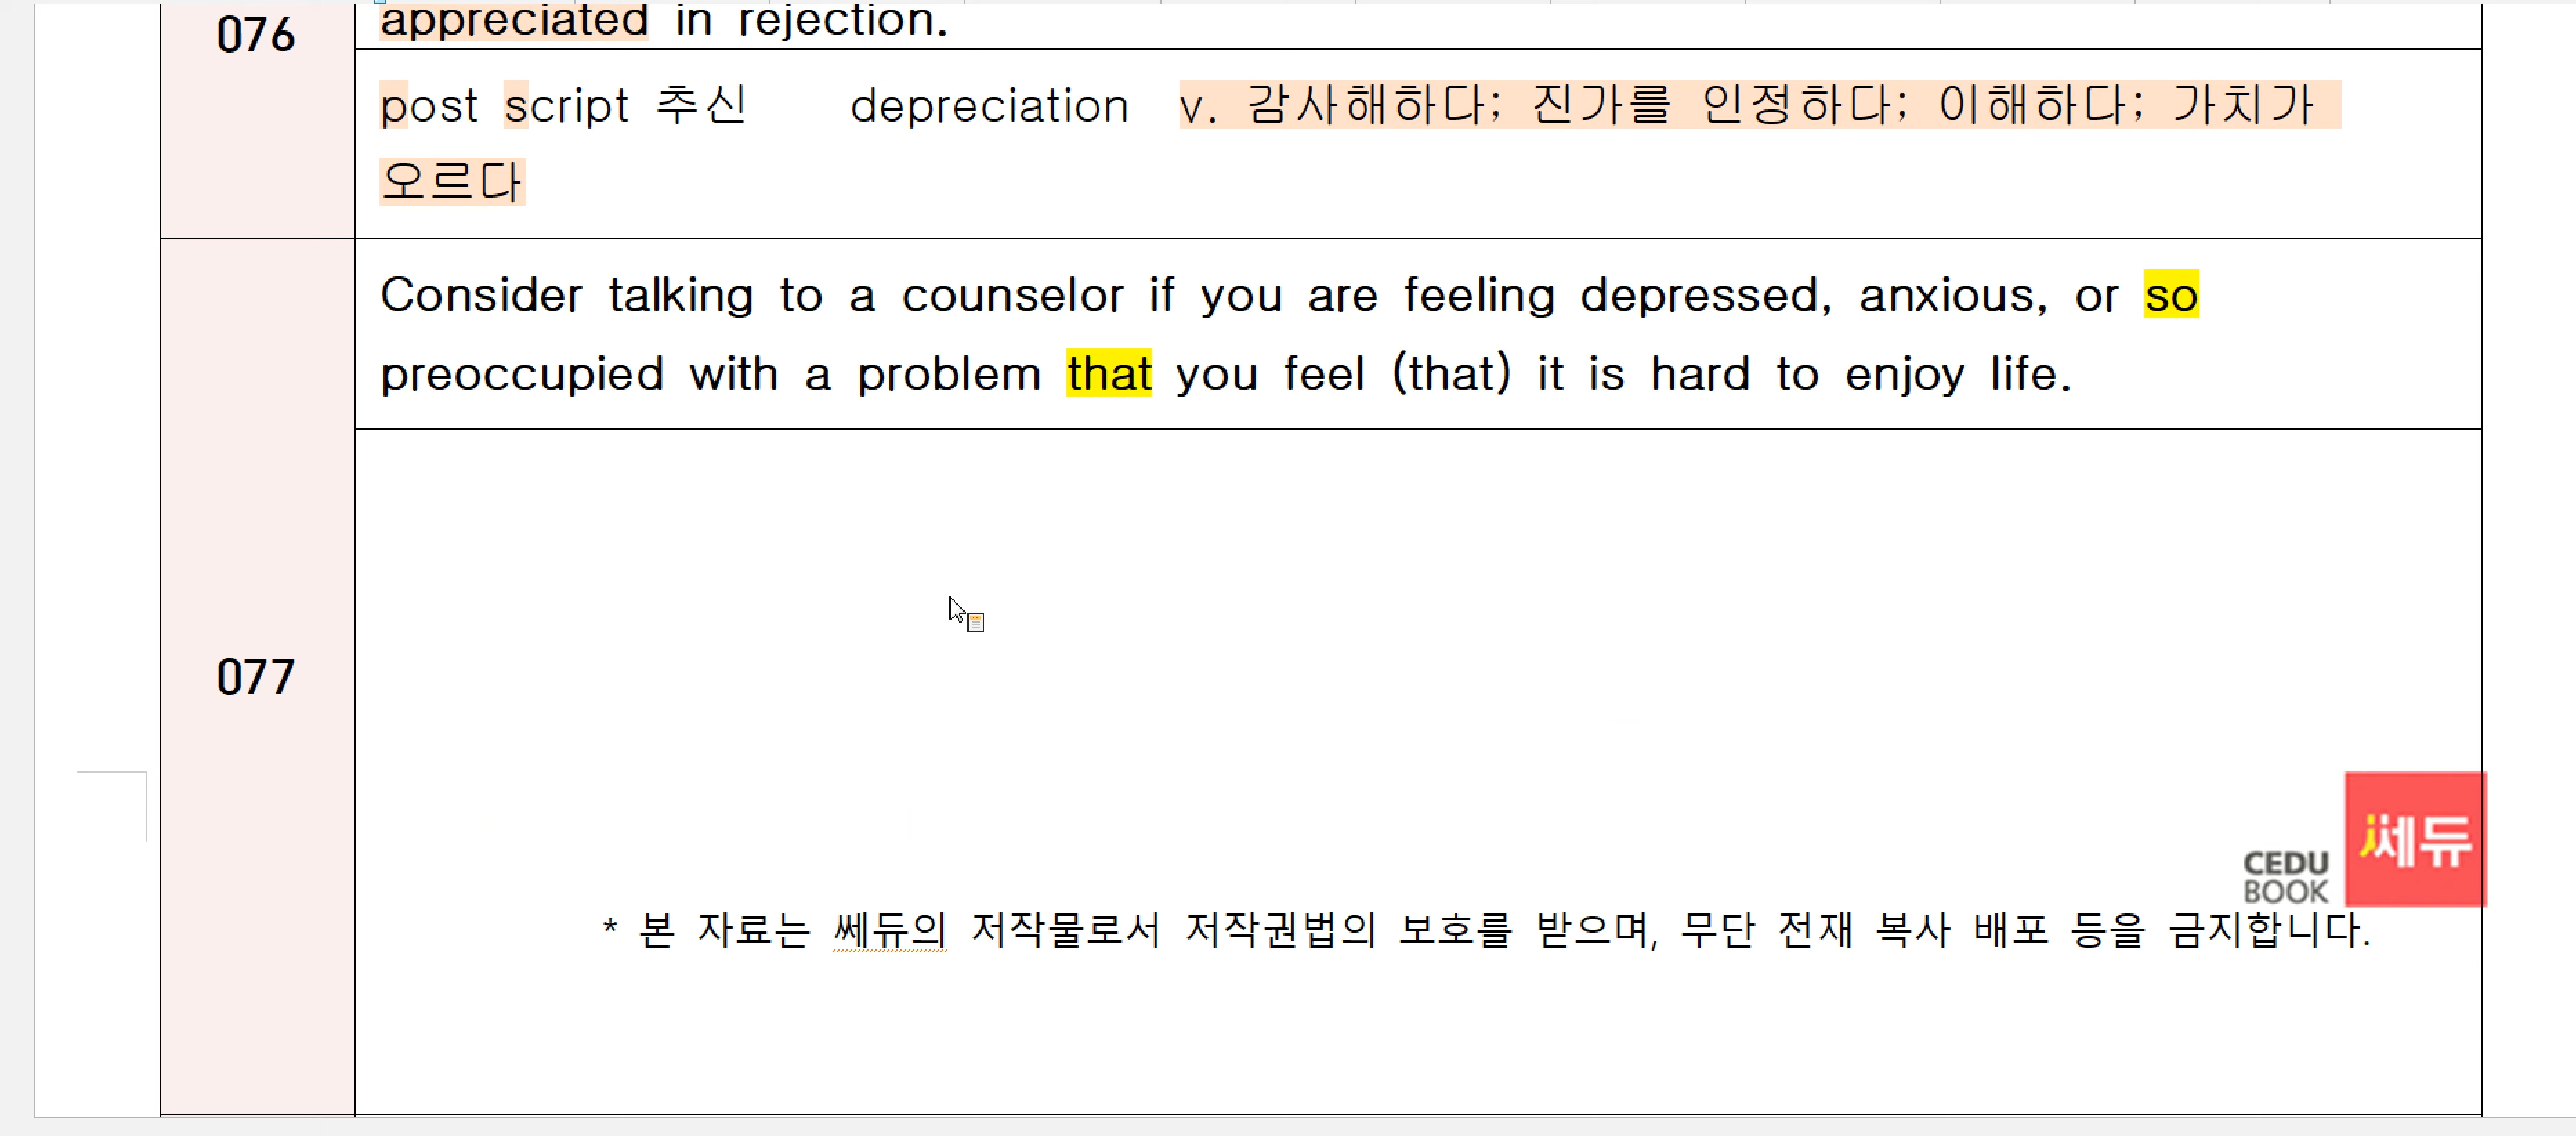 076
appreciated in rejection.
post script 추신 depreciation v. 감사해하다; 진가를 인정하다; 이해하다; 가치가
오르다
Consider talking to a counselor if you are feeling depressed, anxious, or so
preoccupied with a problem that you feel (that) it is hard to enjoy life.
077
쎄듀
CEDU
BOOK
* 본 자료는 쎄듀의 저작물로서 저작권법의 보호를 받으며, 무단 전재 복사 배포 등을 금지합니다.